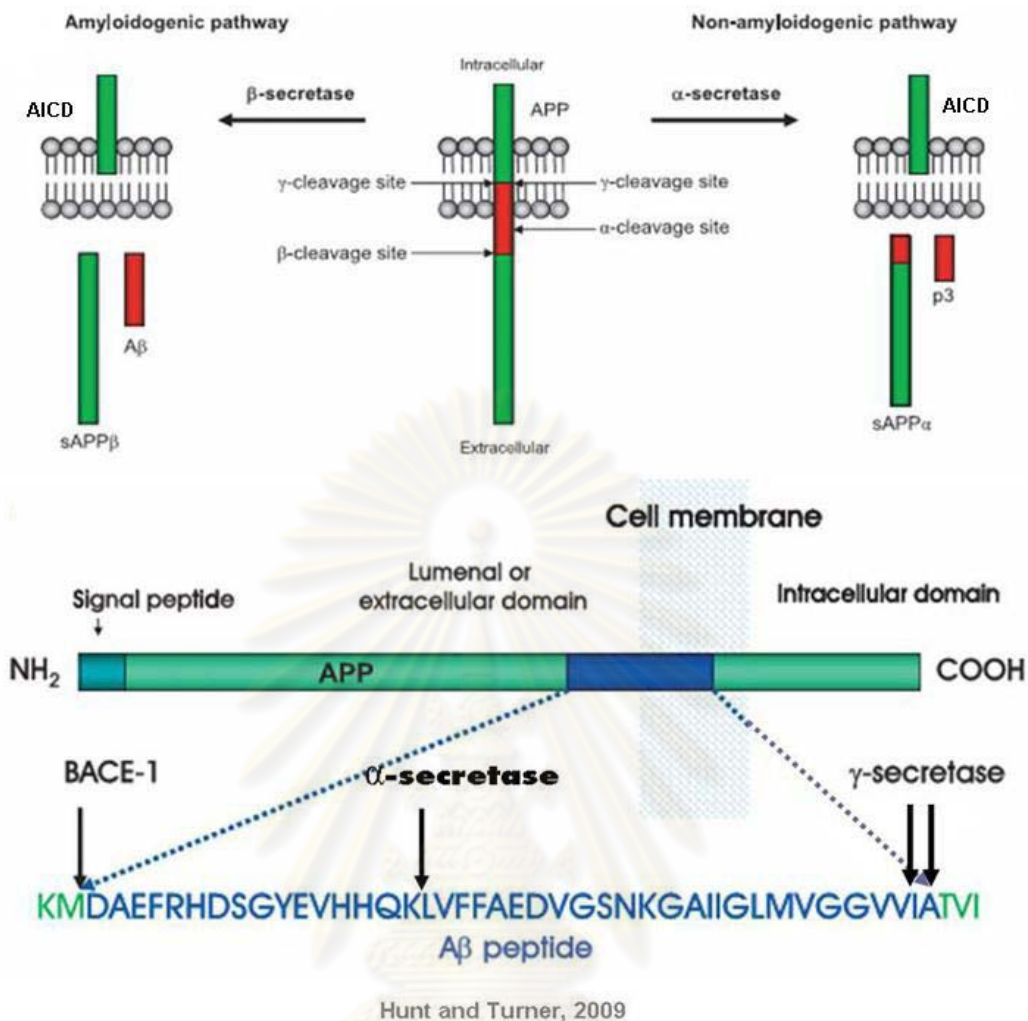 Amyloidogenic pathway
Non-amyloidogenic pathway
Intracellular
AICD
β-secretase
APP
α-secretase
AICD
γ-cleavage site
γ-cleavage site
α-cleavage site
β-cleavage site
Aβ
p3
sAPPβ
sAPPα
Extracellular
Cell membrane
Signal peptide
Lumenal or
extracellular domain
Intracellular domain
NH2
APP
COOH
BACE-1
α-secretase
γ-secretase
KMDAEFRHDSGYEVHHQKLVFFAEDVGSNKGAIIGLMVGGVVIATVI
Aβ peptide
Hunt and Turner, 2009